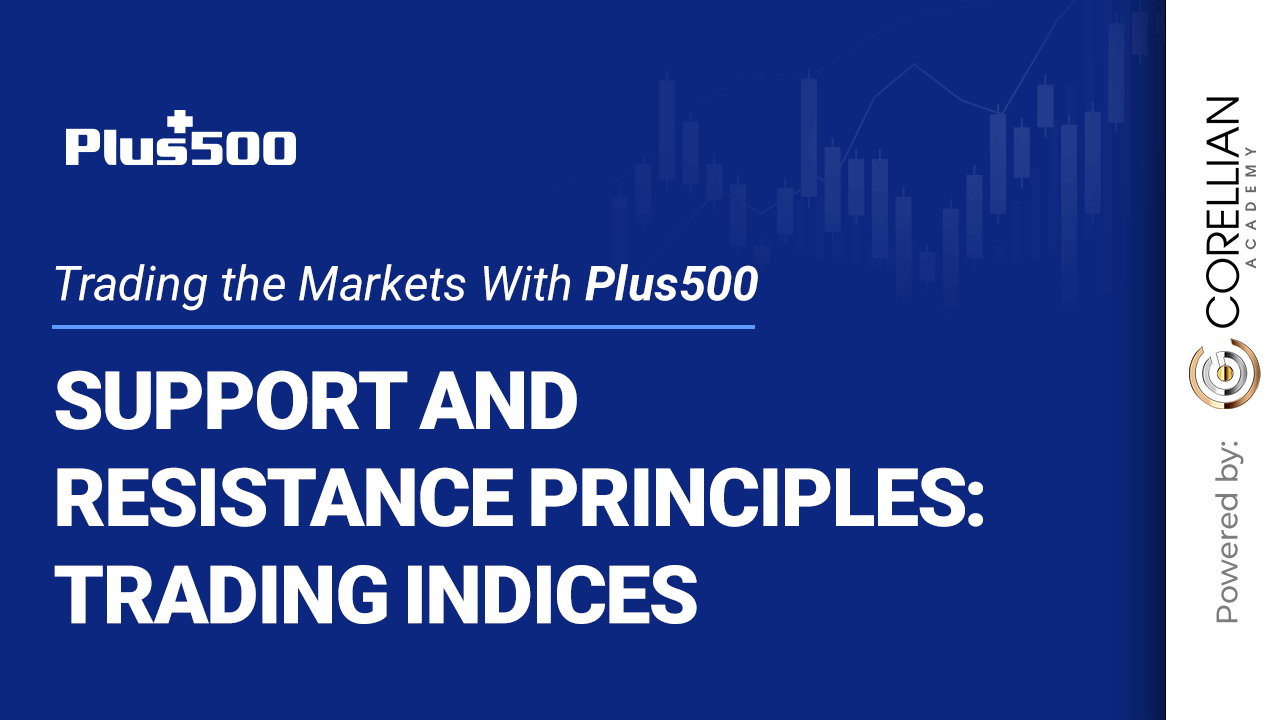 Plus500
Trading the Markets With Plus500
SUPPORT AND
RESISTANCE PRINCIPLES:
TRADING INDICES
Powered by:
CORELLIAN
ACADEMY